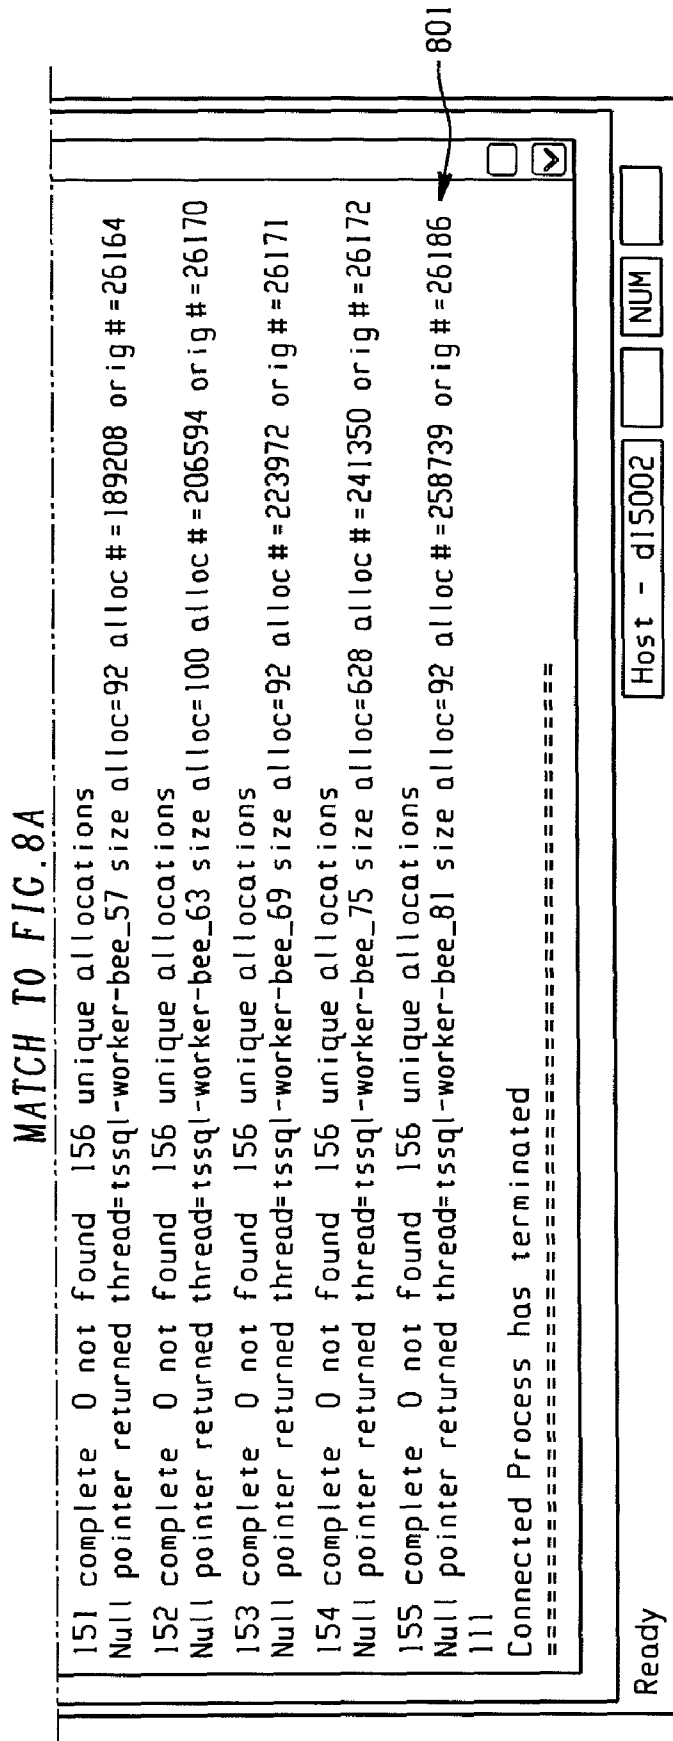 MATCH TO FIG.8A
151 complete 0 not found 156 unique allocations
Null pointer returned thread=tssql-worker-bee_57 size alloc=92 alloc#=189208 orig#=26164
152 complete 0 not found 156 unique allocations
Null pointer returned thread=tssql-worker-bee_63 size alloc=100 alloc#=206594 orig#=26170
153 complete 0 not found 156 unique allocations
Null pointer returned thread=tssql-worker-bee_69 size alloc=92 alloc#=223972 orig#=26171
154 complete 0 not found 156 unique allocations
Null pointer returned thread=tssql-worker-bee_75 size alloc=628 alloc#=241350 orig#=26172
155 complete 0 not found 156 unique allocations
Null pointer returned thread=tssql-worker-bee_81 size alloc=92 alloc#=258739 orig#=26186
801
111
Connected Process has terminated
=======================================================
Ready
Host - d15002
NUM